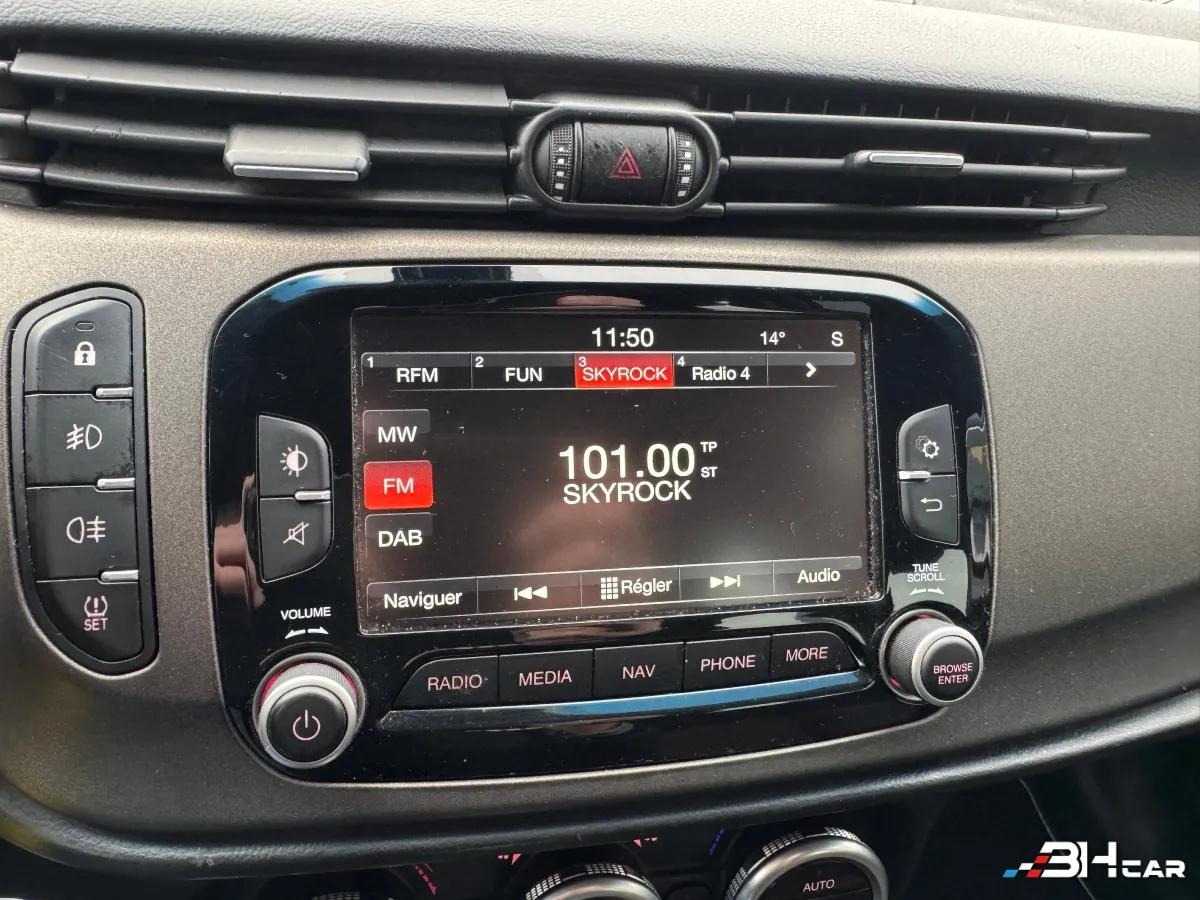 11:50 14° S
1 RFM 2 FUN 3 SKYROCK 4 Radio 4
MW
101.00 TP
ST
FM
SKYROCK
DAB
Naviguer Régler Audio
SET
VOLUME
TUNE
SCROLL
RADIO MEDIA NAV PHONE MORE
BROWSE
ENTER
AUTO
BHCAR